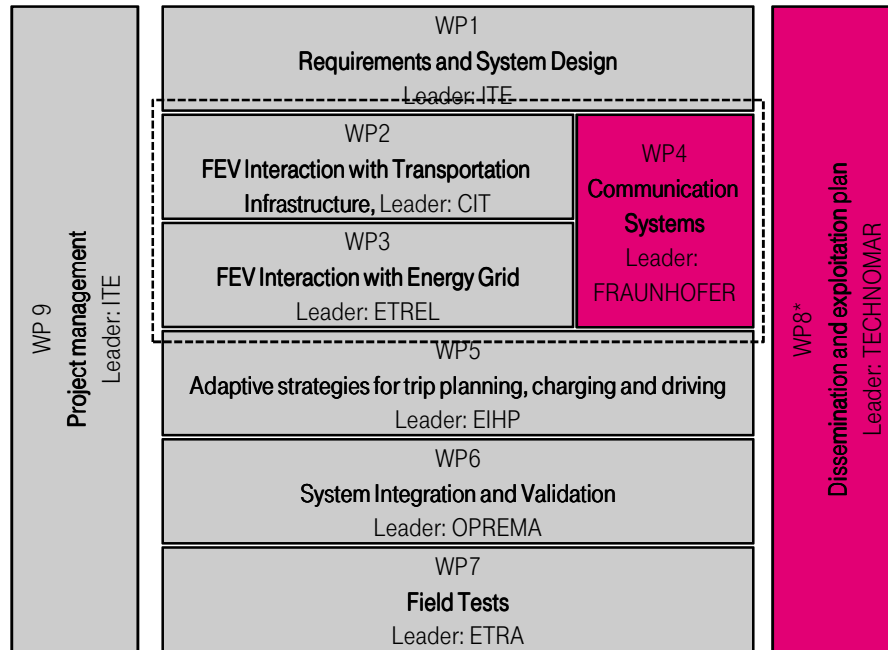 WP 9
Project management
Leader: ITE
WP1
Requirements and System Design
Leader: ITE
WP2
FEV Interaction with Transportation
Infrastructure, Leader: CIT
WP3
FEV Interaction with Energy Grid
Leader: ETREL
WP4
Communication
Systems
Leader:
FRAUNHOFER
WP5
Adaptive strategies for trip planning, charging and driving
Leader: EIHP
WP6
System Integration and Validation
Leader: OPREMA
WP7
Field Tests
Leader: ETRA
WP8*
Dissemination and exploitation plan
Leader: TECHNOMAR